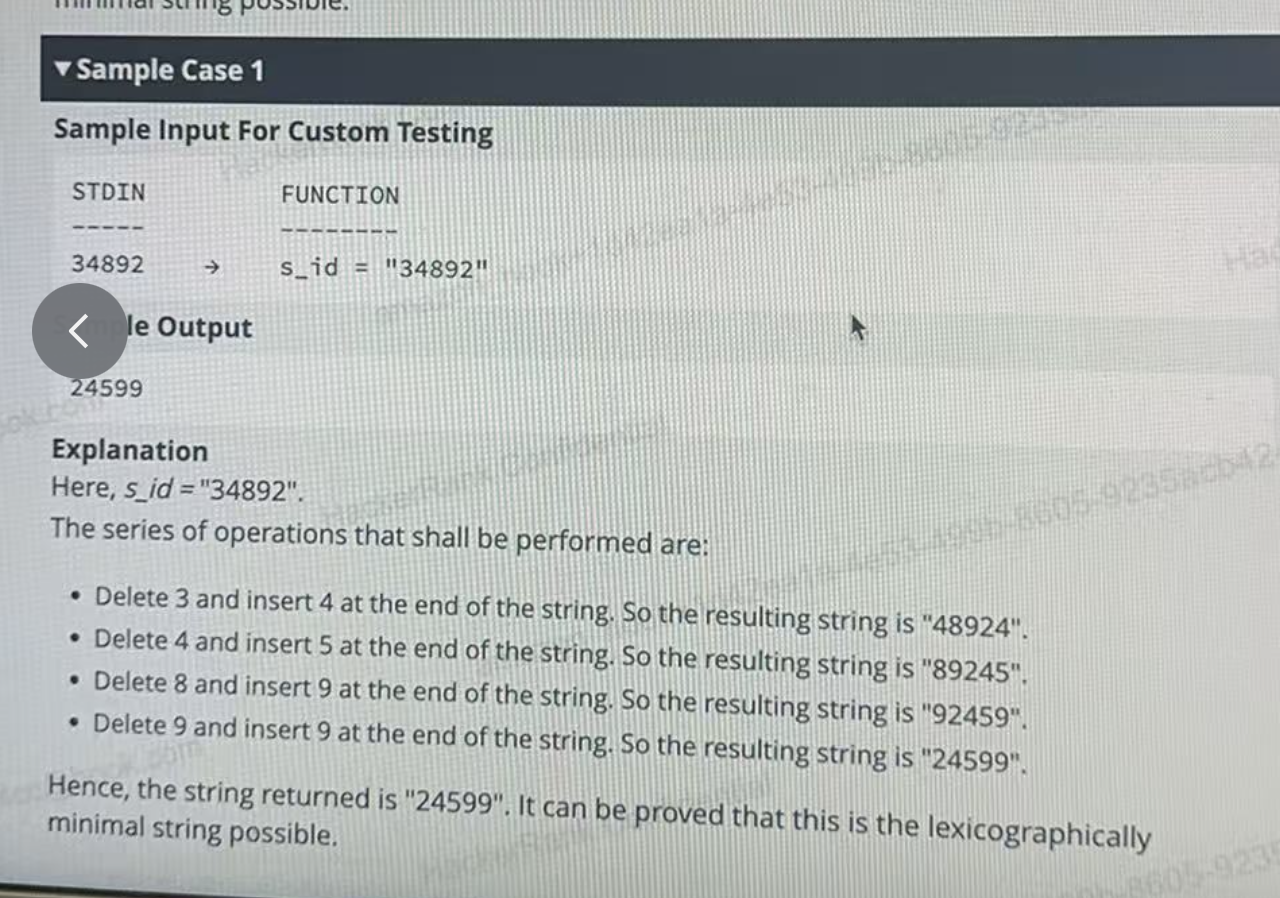 minimal string possible.
▼ Sample Case 1
Sample Input For Custom Testing
STDIN FUNCTION
----- --------
34892 → s_id = "34892"
le Output
24599
Explanation
Here, s_id = "34892".
The series of operations that shall be performed are:
• Delete 3 and insert 4 at the end of the string. So the resulting string is "48924".
• Delete 4 and insert 5 at the end of the string. So the resulting string is "89245".
• Delete 8 and insert 9 at the end of the string. So the resulting string is "92459".
• Delete 9 and insert 9 at the end of the string. So the resulting string is "24599".
Hence, the string returned is "24599". It can be proved that this is the lexicographically
minimal string possible.
HackerRank Confidential